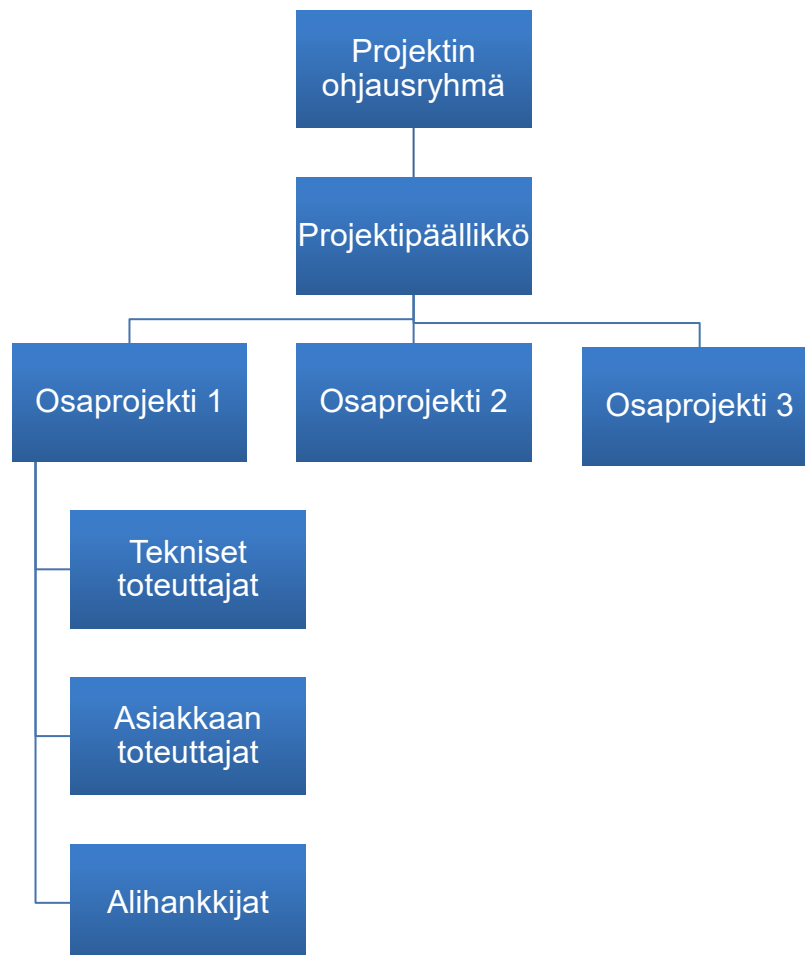 Projektin
ohjausryhmä
Projektipäällikkö
Osaprojekti 1
Osaprojekti 2
Osaprojekti 3
Tekniset
toteuttajat
Asiakkaan
toteuttajat
Alihankkijat